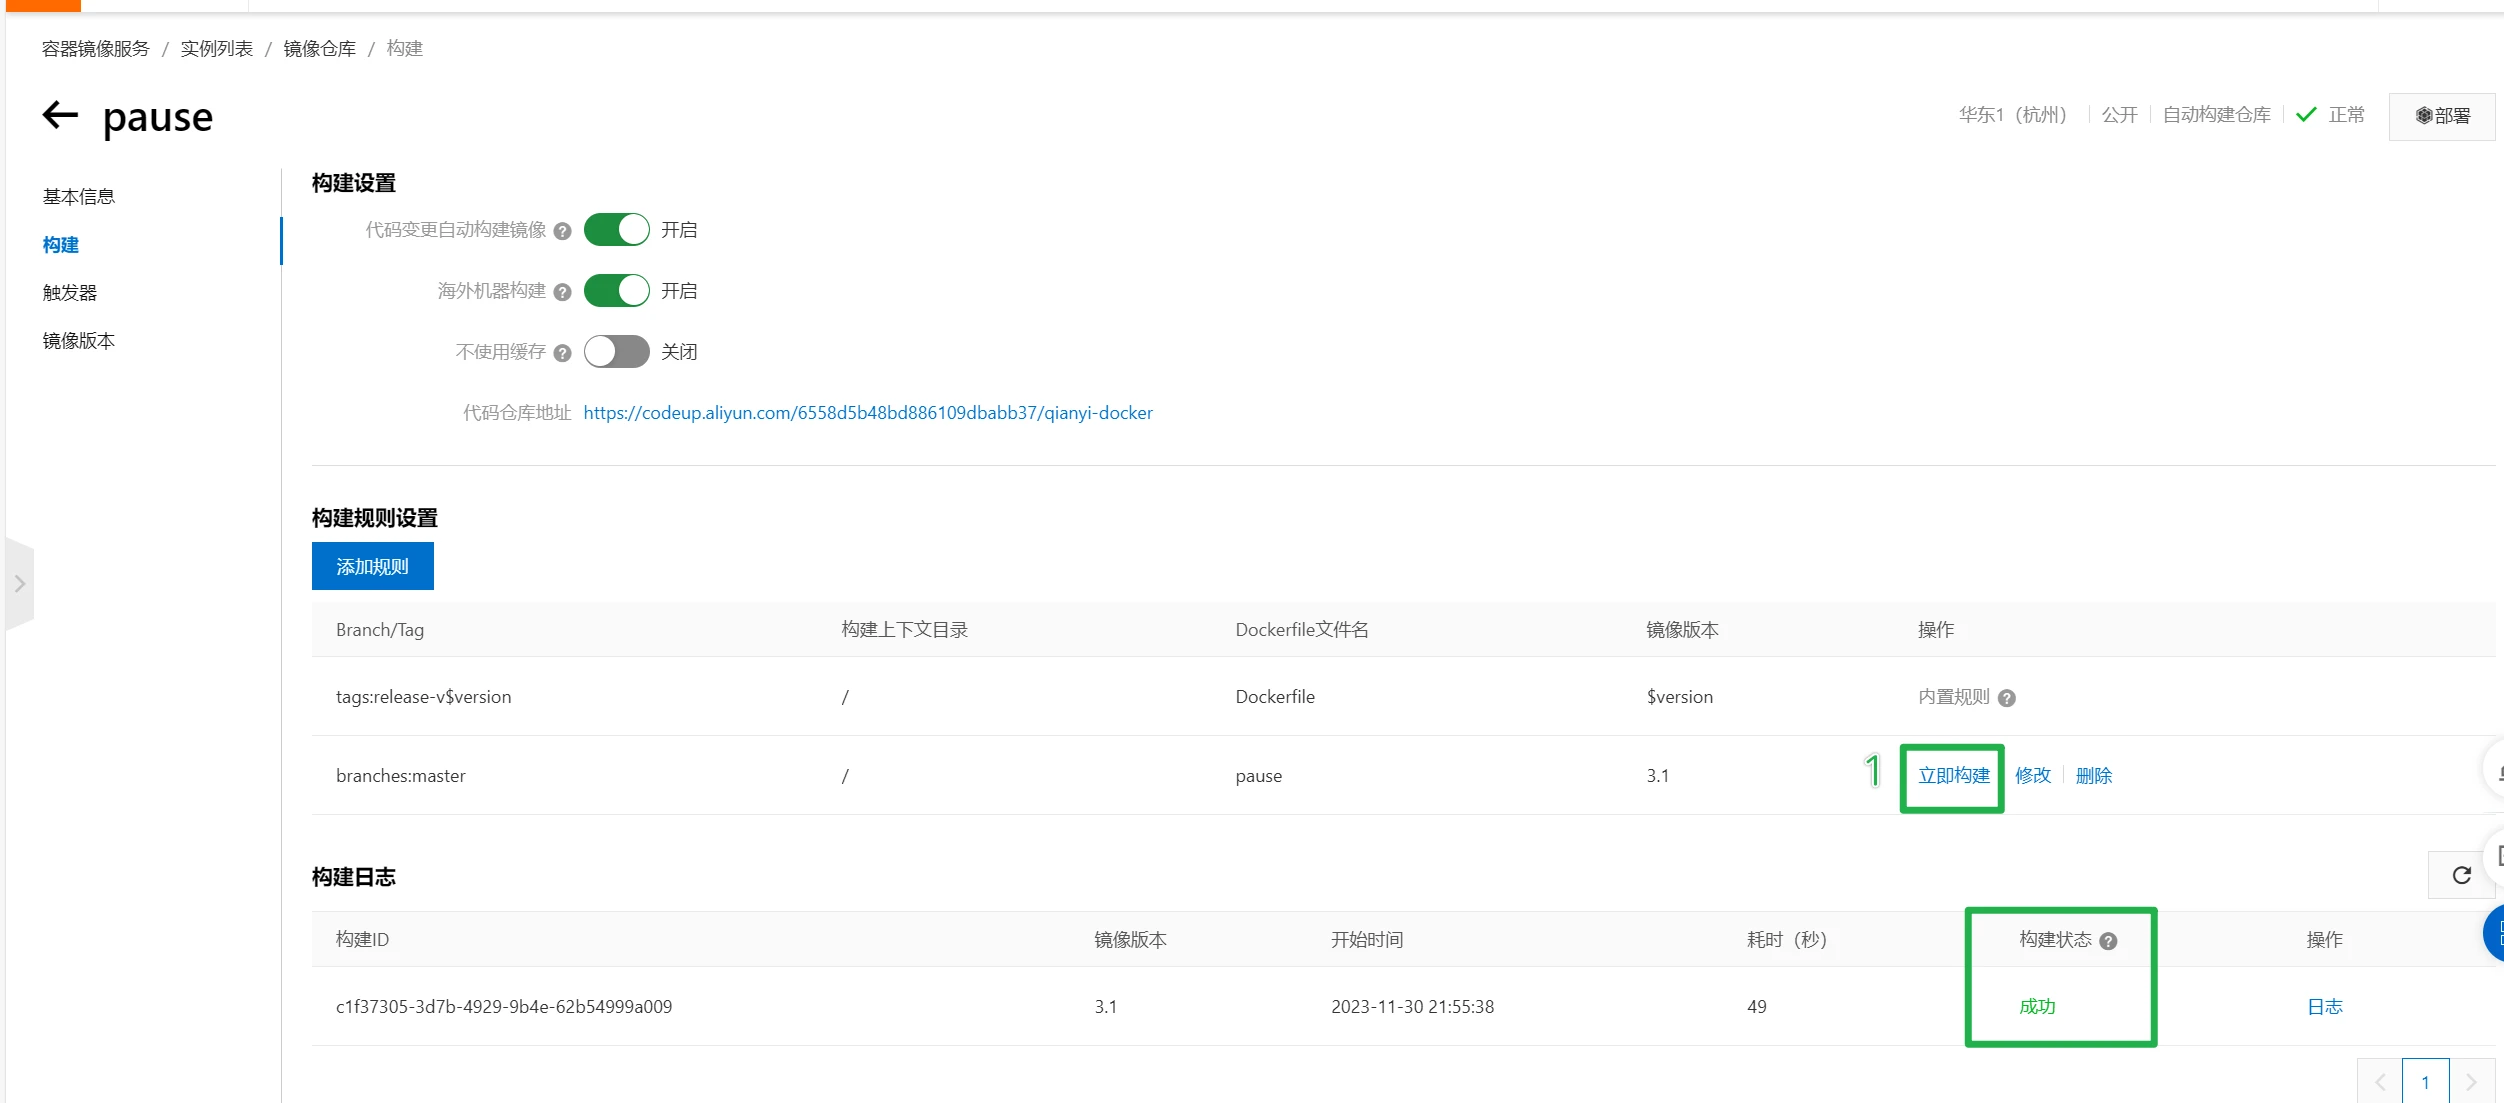 容器镜像服务 / 实例列表 / 镜像仓库 / 构建
pause
华东1（杭州） 公开 自动构建仓库 正常 部署
基本信息
构建
触发器
镜像版本
构建设置
代码变更自动构建镜像 ? 开启
海外机器构建 ? 开启
不使用缓存 ? 关闭
代码仓库地址 https://codeup.aliyun.com/6558d5b48bd886109dbabb37/qianyi-docker
构建规则设置
添加规则
Branch/Tag 构建上下文目录 Dockerfile文件名 镜像版本 操作
tags:release-v$version / Dockerfile $version 内置规则 ?
branches:master / pause 3.1 1 立即构建 修改 删除
构建日志
构建ID 镜像版本 开始时间 耗时（秒） 构建状态 ? 操作
c1f37305-3d7b-4929-9b4e-62b54999a009 3.1 2023-11-30 21:55:38 49 成功 日志
1